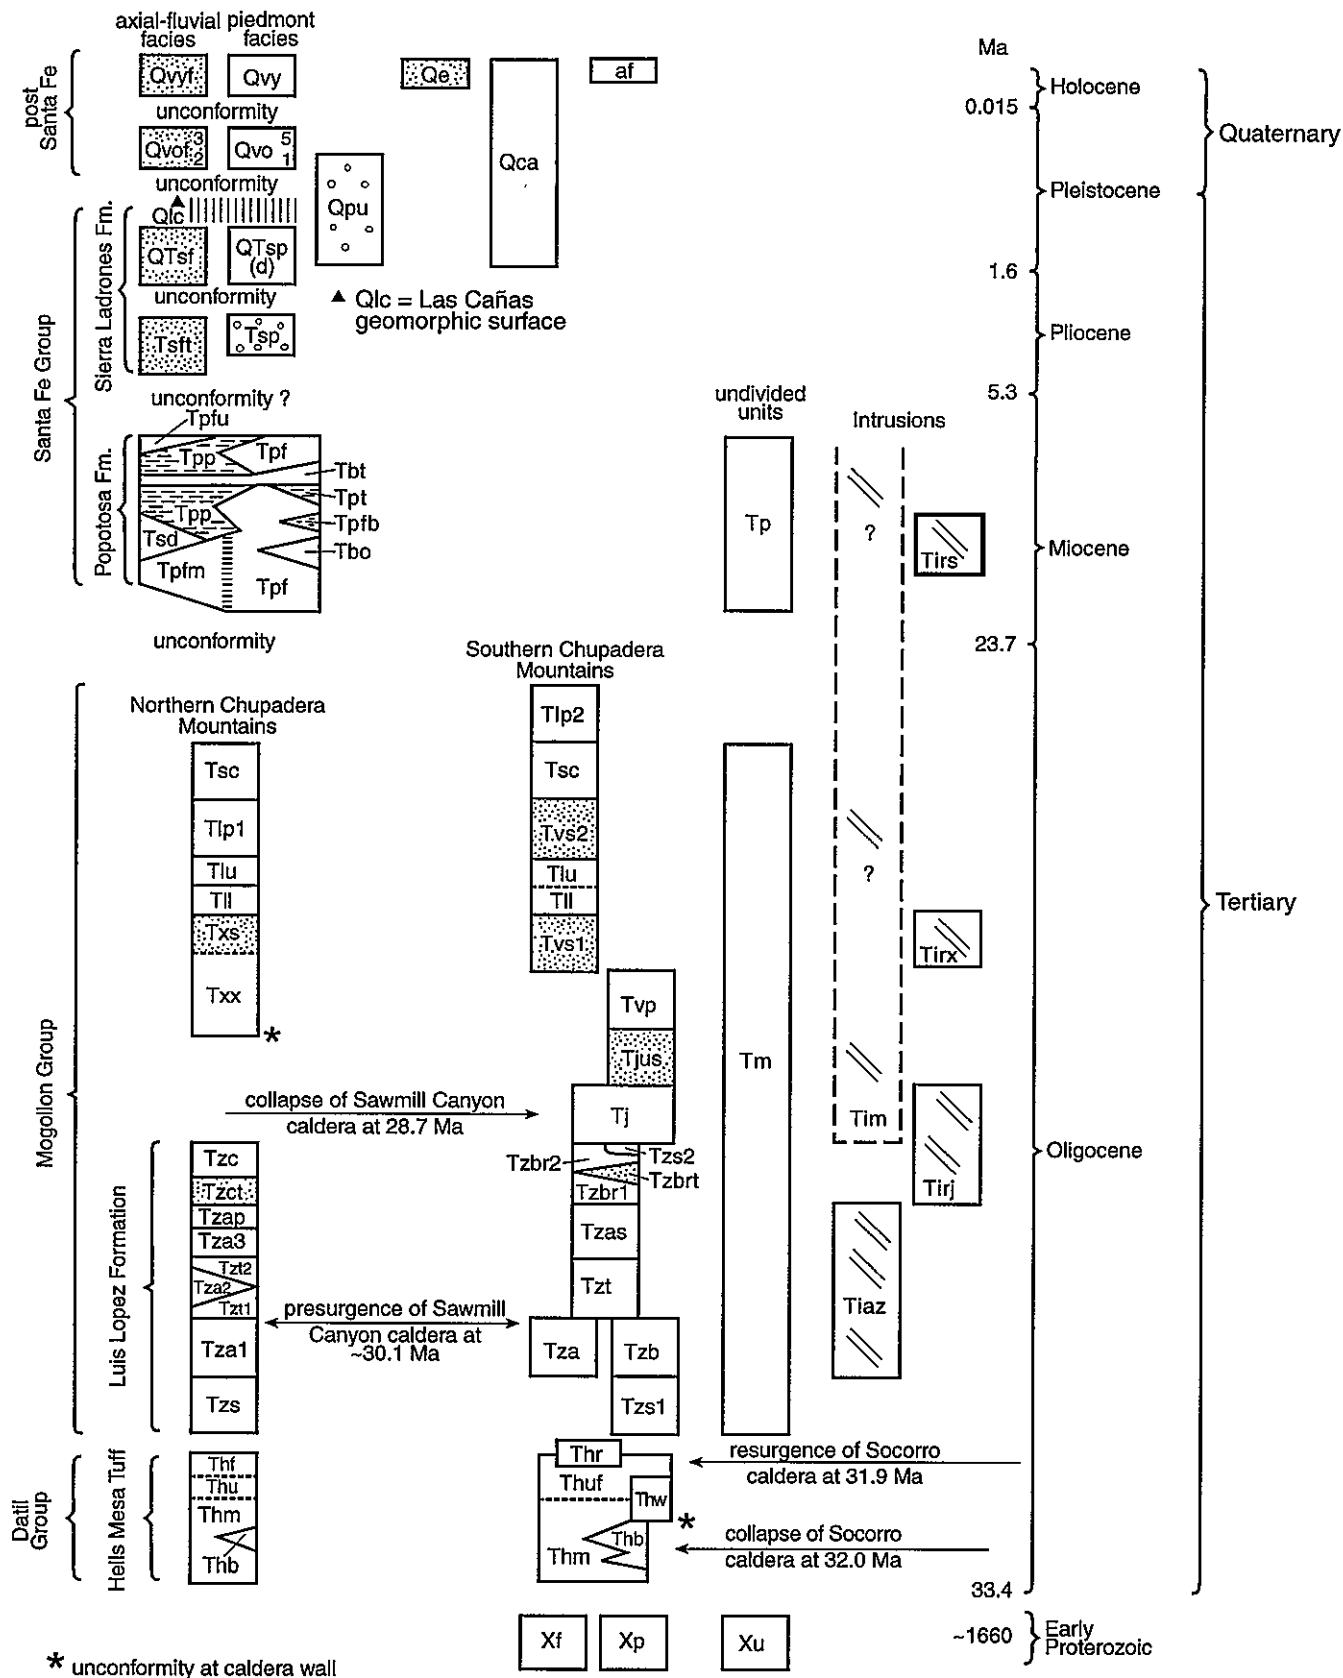 axial-fluvial piedmont
facies facies
Ma
post
Santa Fe
Qvyf Qvy Qe af
Holocene
unconformity
0.015
Qvof 3 2 Qvo 5 1
Qca
Quaternary
unconformity
Pleistocene
Qlc
Qpu
Sierra Ladrones Fm.
QTsf QTsp
(d)
1.6
unconformity
▲ Qlc = Las Cañas
geomorphic surface
Tsft Tsp
Pliocene
Santa Fe Group
unconformity ?
5.3
undivided
units
Intrusions
Tpfu
Popotosa Fm.
Tpp Tpf
Tbt
Tpt
Tpp
Tpfb
Tsd
Tbo
Tpfm
Tpf
Tp
?
Tirs
Miocene
unconformity
23.7
Southern Chupadera
Mountains
Northern Chupadera
Mountains
Tlp2
Tsc
Tsc
Tlp1
Tvs2
Tlu
Tlu
Tll
Tll
Txs
Tvs1
Txx
*
?
Tertiary
Tirx
Tvp
Tjus
Tm
Mogollon Group
collapse of Sawmill Canyon
caldera at 28.7 Ma
Tj
Tim
Oligocene
Tzc
Tzbr2
Tzs2
Tzct
Tzbrt
Tzbr1
Tirj
Tzap
Tza3
Tzas
Luis Lopez Formation
Tzt2
Tza2
Tzt1
Tzt
Tiaz
presurgence of Sawmill
Canyon caldera at
~30.1 Ma
Tza1
Tza Tzb
Tzs
Tzs1
Datil
Group
Hells Mesa Tuff
Thf
Thu
Thm
Thb
Thr
Thuf
Thw
*
Thb
Thm
resurgence of Socorro
caldera at 31.9 Ma
collapse of Socorro
caldera at 32.0 Ma
33.4
Xf Xp Xu
~1660
Early
Proterozoic
* unconformity at caldera wall